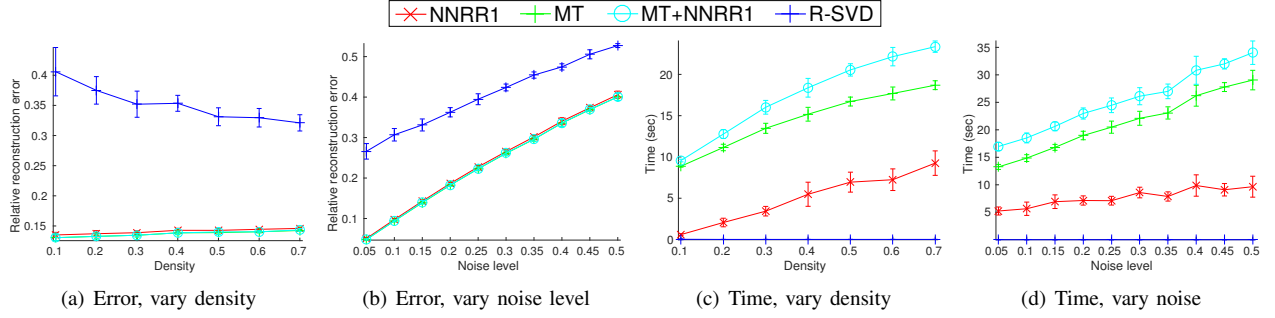 NNRR1 MT MT+NNRR1 R-SVD
Relative reconstruction error
0.4
0.35
0.3
0.25
0.2
0.15
0.1 0.2 0.3 0.4 0.5 0.6 0.7
Density
(a) Error, vary density
Relative reconstruction error
0.5
0.4
0.3
0.2
0.1
0.05 0.1 0.15 0.2 0.25 0.3 0.35 0.4 0.45 0.5
Noise level
(b) Error, vary noise level
Time (sec)
20
10
0
0.1 0.2 0.3 0.4 0.5 0.6 0.7
Density
(c) Time, vary density
Time (sec)
35
30
25
20
15
10
5
0.05 0.1 0.15 0.2 0.25 0.3 0.35 0.4 0.45 0.5
Noise level
(d) Time, vary noise